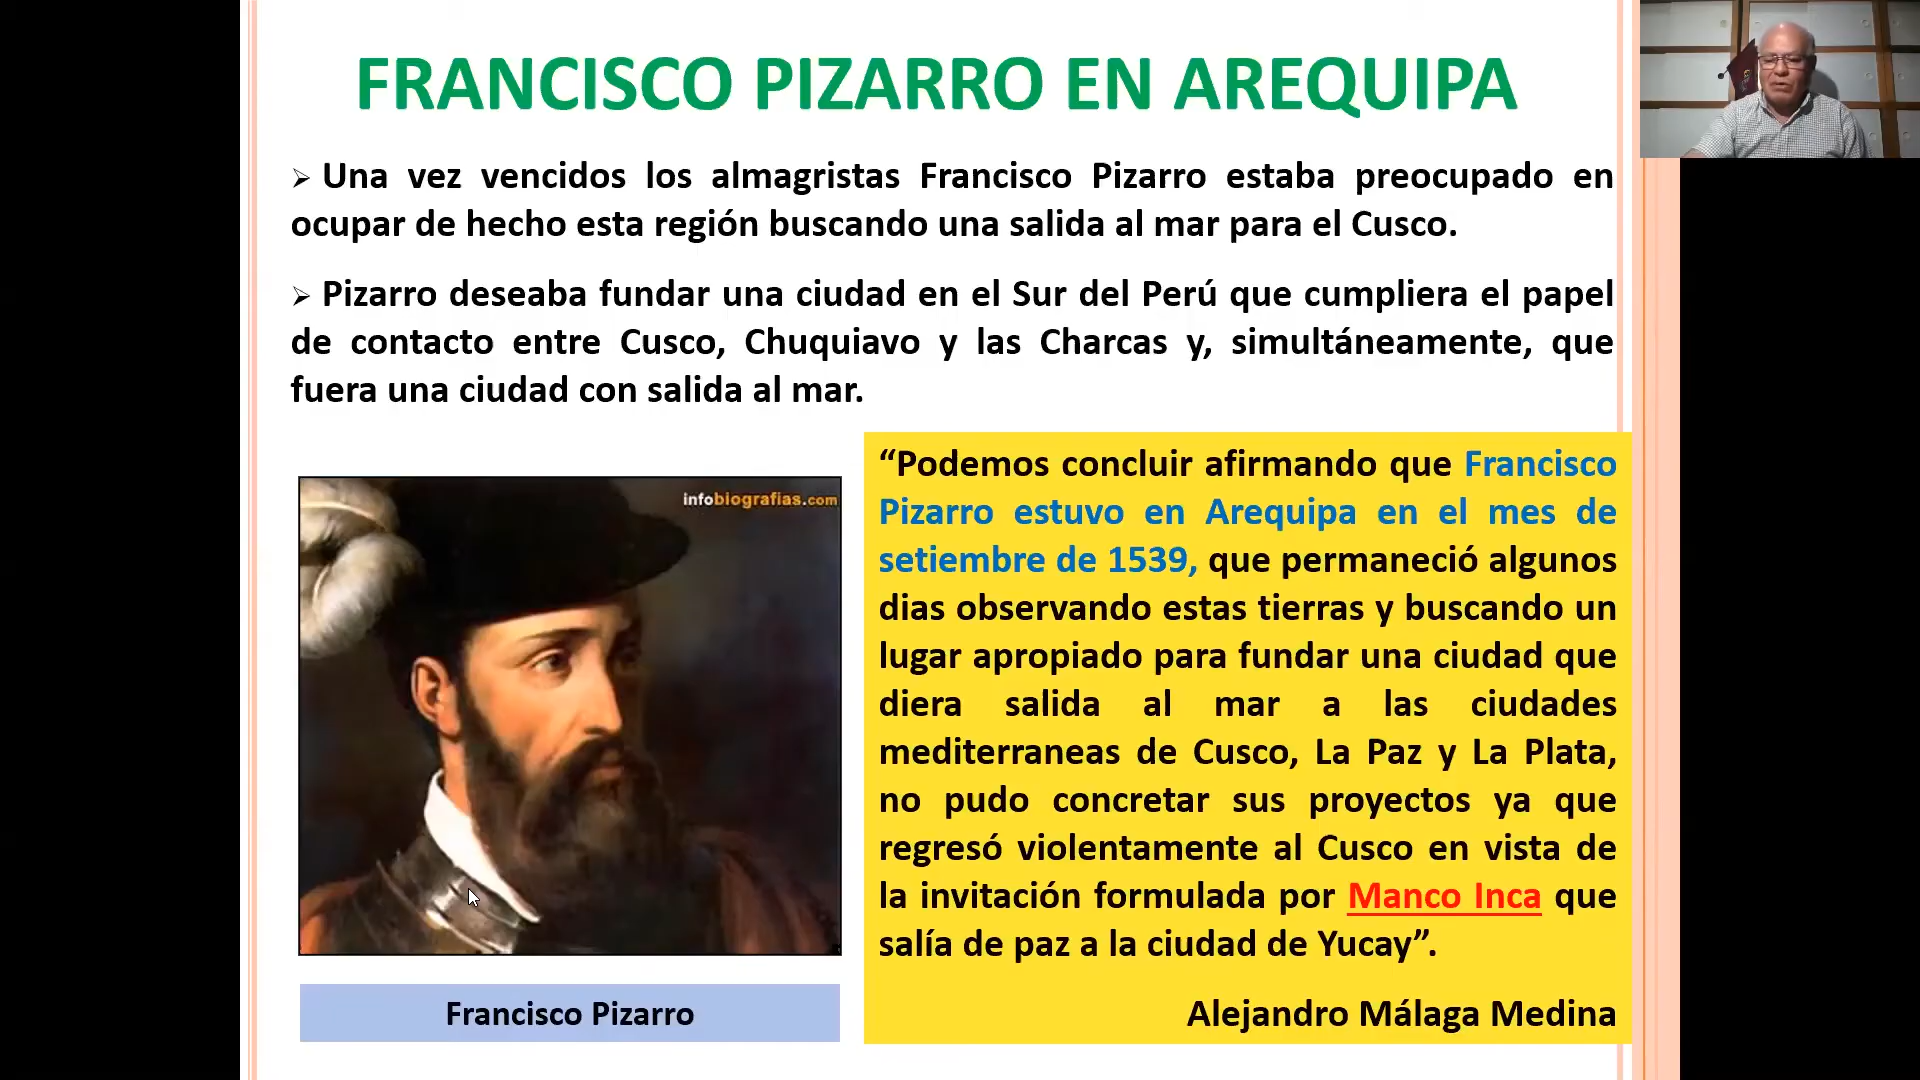 FRANCISCO PIZARRO EN AREQUIPA
➢ Una vez vencidos los almagristas Francisco Pizarro estaba preocupado en
ocupar de hecho esta región buscando una salida al mar para el Cusco.
➢ Pizarro deseaba fundar una ciudad en el Sur del Perú que cumpliera el papel
de contacto entre Cusco, Chuquiavo y las Charcas y, simultáneamente, que
fuera una ciudad con salida al mar.
infobiografias.com
Francisco Pizarro
“Podemos concluir afirmando que Francisco
Pizarro estuvo en Arequipa en el mes de
setiembre de 1539, que permaneció algunos
dias observando estas tierras y buscando un
lugar apropiado para fundar una ciudad que
diera salida al mar a las ciudades
mediterraneas de Cusco, La Paz y La Plata,
no pudo concretar sus proyectos ya que
regresó violentamente al Cusco en vista de
la invitación formulada por Manco Inca que
salía de paz a la ciudad de Yucay”.
Alejandro Málaga Medina